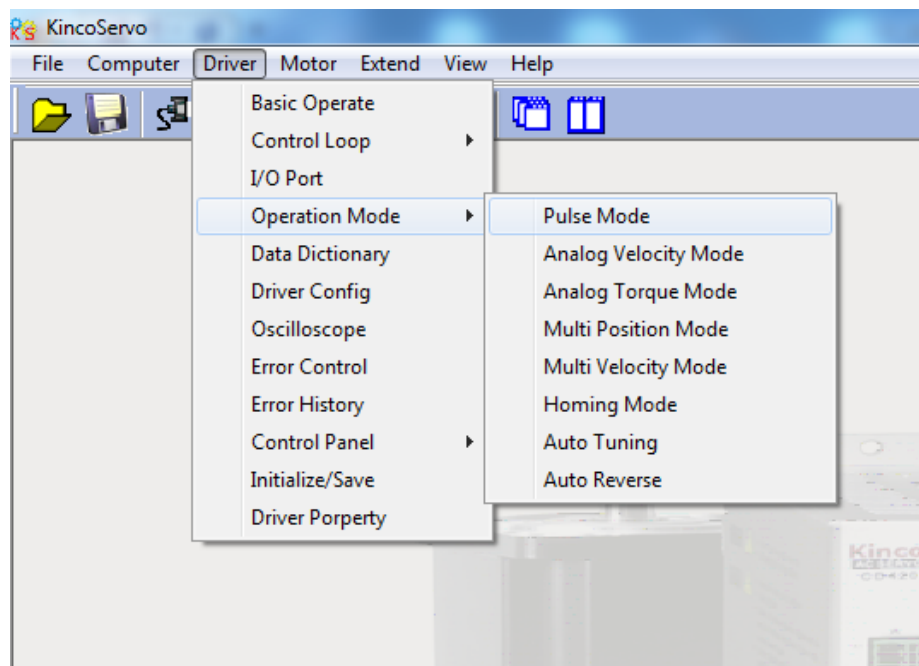 KincoServo
File Computer Driver Motor Extend View Help
Basic Operate
Control Loop
I/O Port
Operation Mode
Data Dictionary
Driver Config
Oscilloscope
Error Control
Error History
Control Panel
Initialize/Save
Driver Porperty
Pulse Mode
Analog Velocity Mode
Analog Torque Mode
Multi Position Mode
Multi Velocity Mode
Homing Mode
Auto Tuning
Auto Reverse